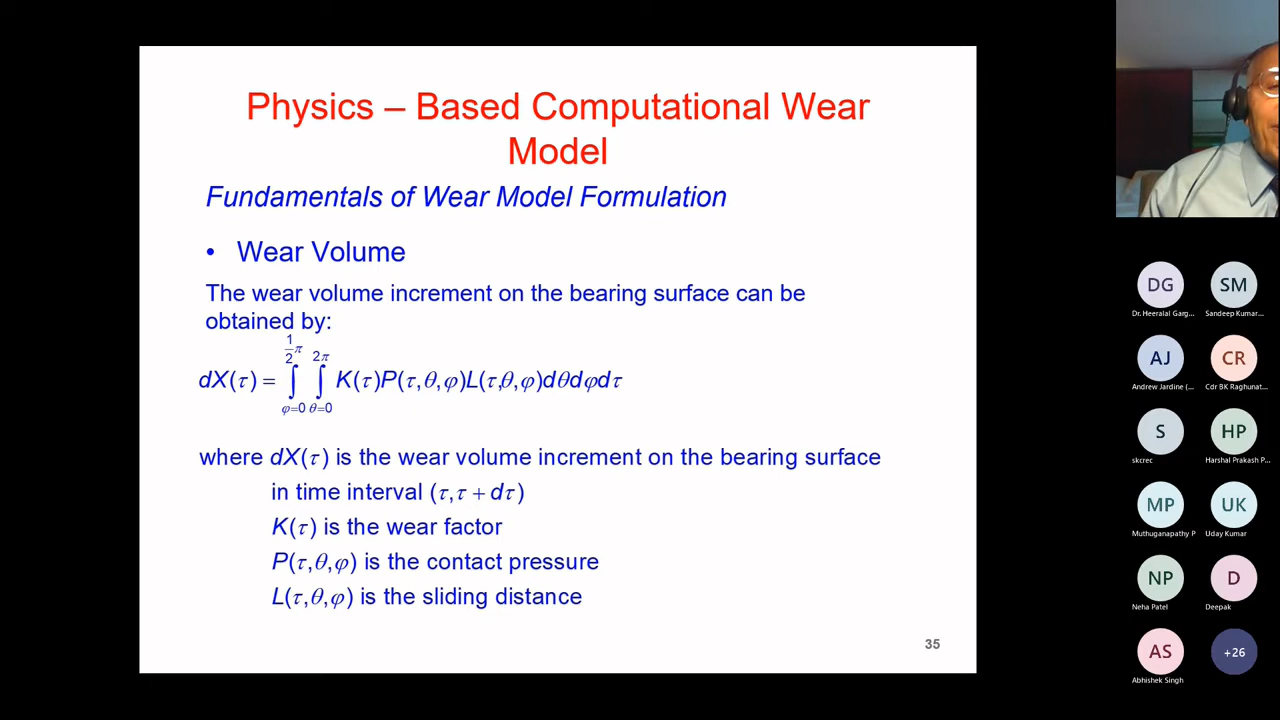 Physics – Based Computational Wear
Model
Fundamentals of Wear Model Formulation
• Wear Volume
The wear volume increment on the bearing surface can be
obtained by:
dX(τ) = ∫_{φ=0}^{½π} ∫_{θ=0}^{2π} K(τ)P(τ,θ,φ)L(τ,θ,φ)dθdφdτ
where dX(τ) is the wear volume increment on the bearing surface
in time interval (τ,τ + dτ)
K(τ) is the wear factor
P(τ,θ,φ) is the contact pressure
L(τ,θ,φ) is the sliding distance
35
DG
Dr. Heeralal Garg...
SM
Sandeep Kumar...
AJ
Andrew Jardine (...
CR
Cdr BK Raghunat...
S
skcrec
HP
Harshal Prakash P...
MP
Muthuganapathy P
UK
Uday Kumar
NP
Neha Patel
D
Deepak
AS
Abhishek Singh
+26